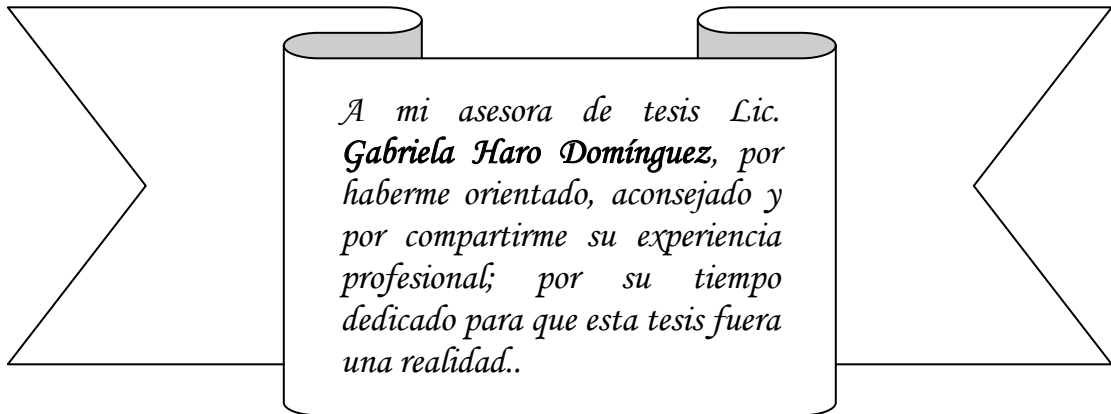 A mi asesora de tesis Lic.
Gabriela Haro Domínguez, por
haberme orientado, aconsejado y
por compartirme su experiencia
profesional; por su tiempo
dedicado para que esta tesis fuera
una realidad..